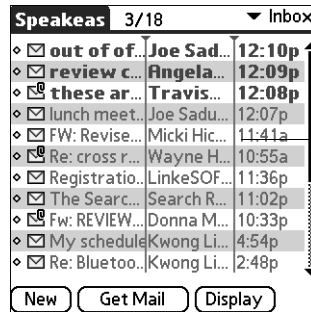 Speakeas 3/18 Inbox
out of of... Joe Sad... 12:10p
review c... Angela... 12:09p
these ar... Travis... 12:08p
lunch meet... Joe Sadu... 12:07p
FW: Revise... Micki Hic... 11:41a
Re: cross r... Wayne H... 10:55a
Registratio... LinkeSOF... 11:36p
The Searc... Search R... 11:02p
Fw: REVIEW... Donna M... 10:33p
My schedule Kwong Li... 4:54p
Re: Bluetoo... Kwong Li... 2:48p
New Get Mail Display